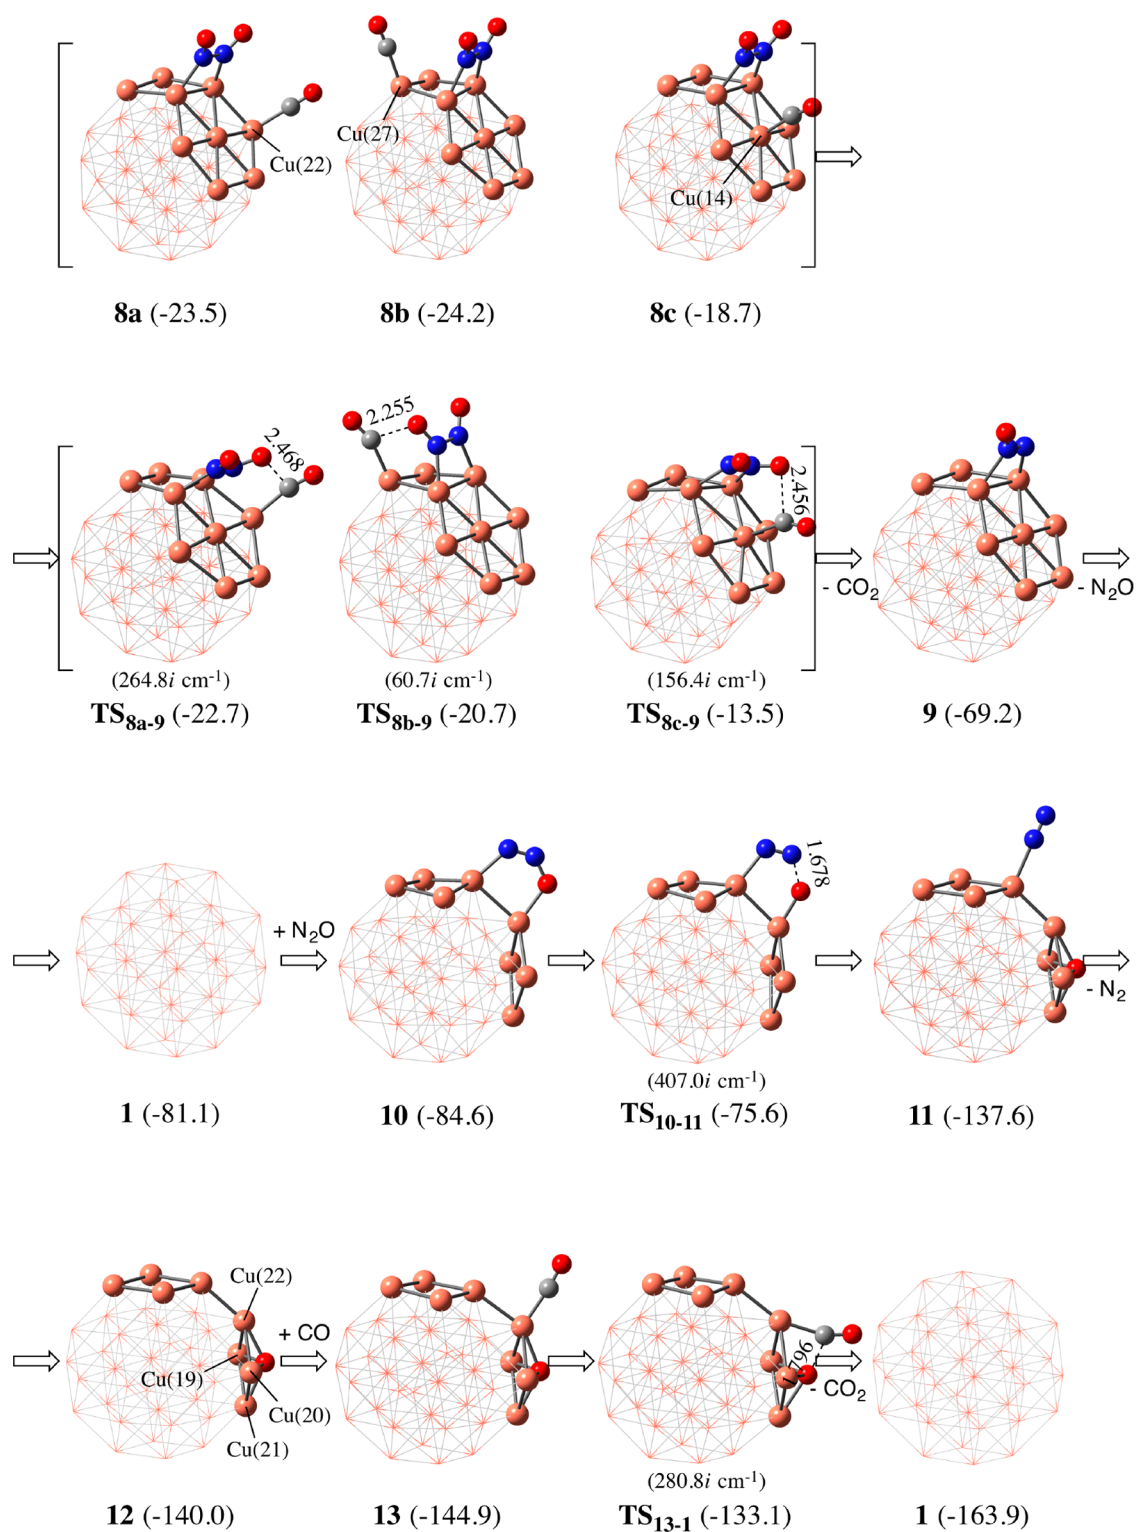 Cu(22)
Cu(27)
Cu(14)
8a (-23.5)
8b (-24.2)
8c (-18.7)
2.468
2.255
2.456
- CO2
- N2O
(264.8i cm-1)
(60.7i cm-1)
(156.4i cm-1)
TS8a-9 (-22.7)
TS8b-9 (-20.7)
TS8c-9 (-13.5)
9 (-69.2)
+ N2O
1.678
- N2
(407.0i cm-1)
1 (-81.1)
10 (-84.6)
TS10-11 (-75.6)
11 (-137.6)
Cu(22)
Cu(19)
Cu(20)
Cu(21)
+ CO
1.796
- CO2
(280.8i cm-1)
12 (-140.0)
13 (-144.9)
TS13-1 (-133.1)
1 (-163.9)